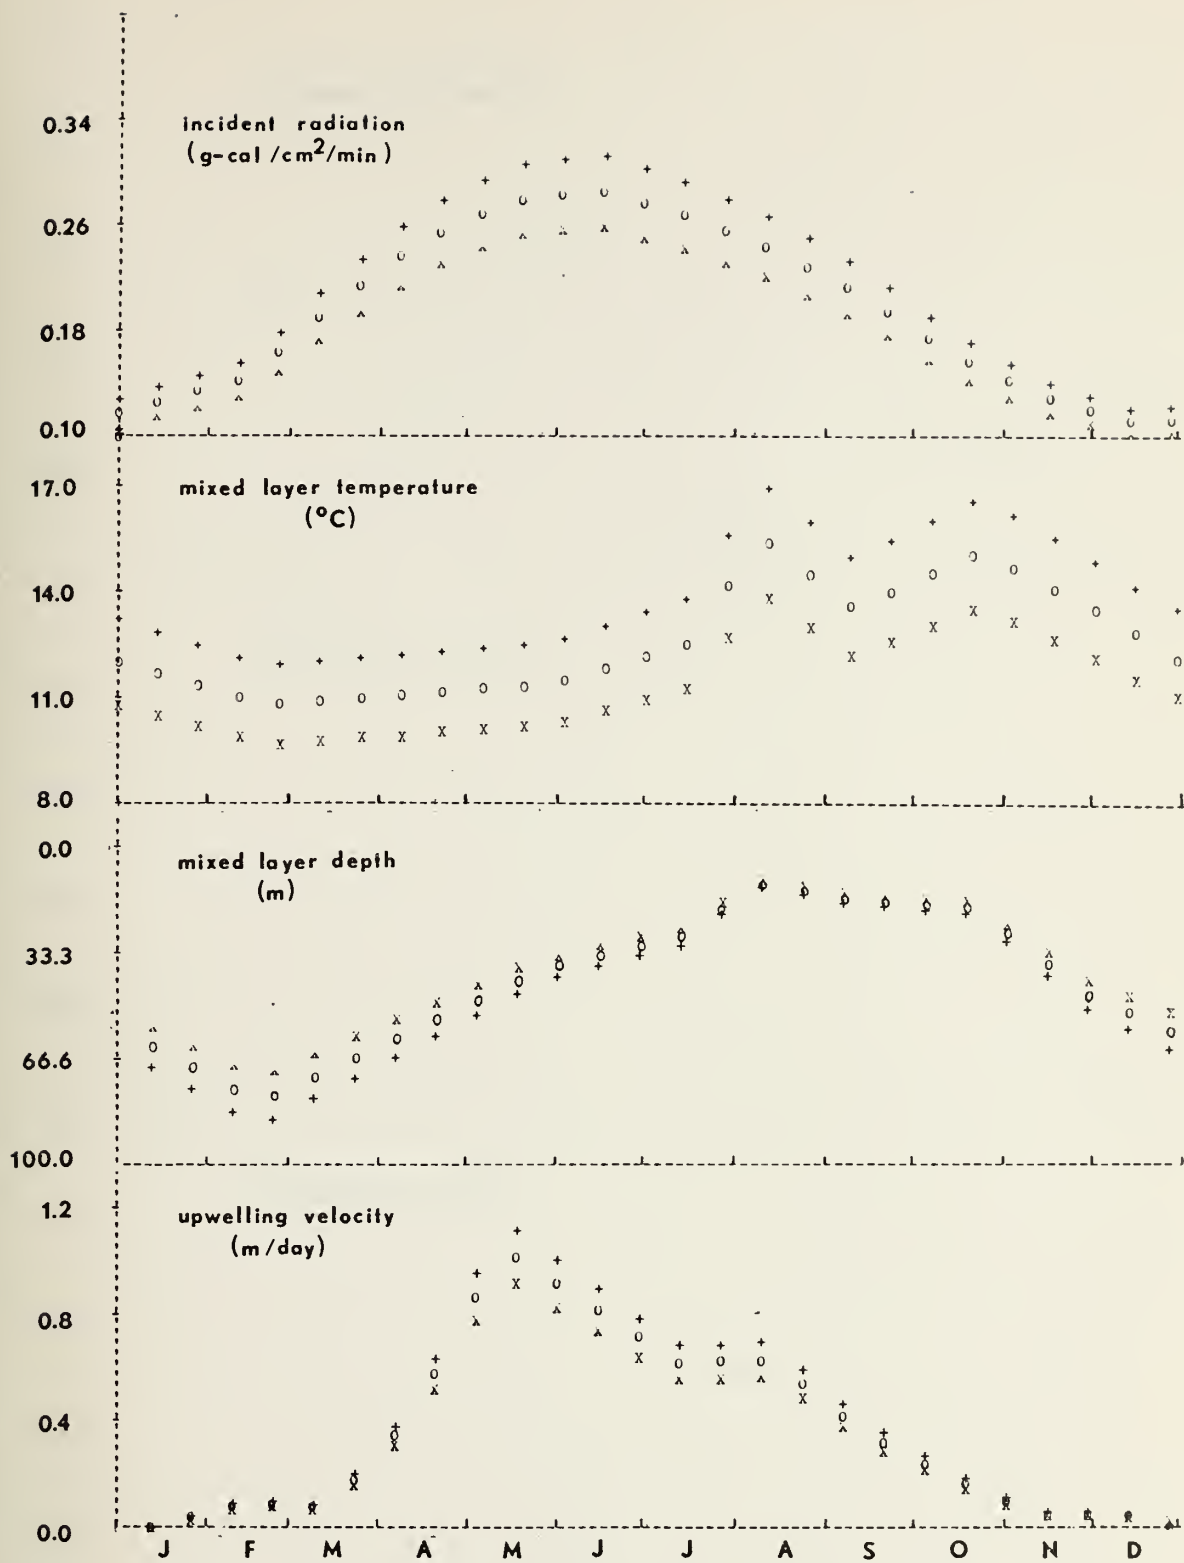 0.34
incident radiation
(g-cal/cm²/min)
0.26
0.18
0.10
17.0
mixed layer temperature
(°C)
14.0
11.0
8.0
0.0
mixed layer depth
(m)
33.3
66.6
100.0
1.2
upwelling velocity
(m/day)
0.8
0.4
0.0
J F M A M J J A S O N D